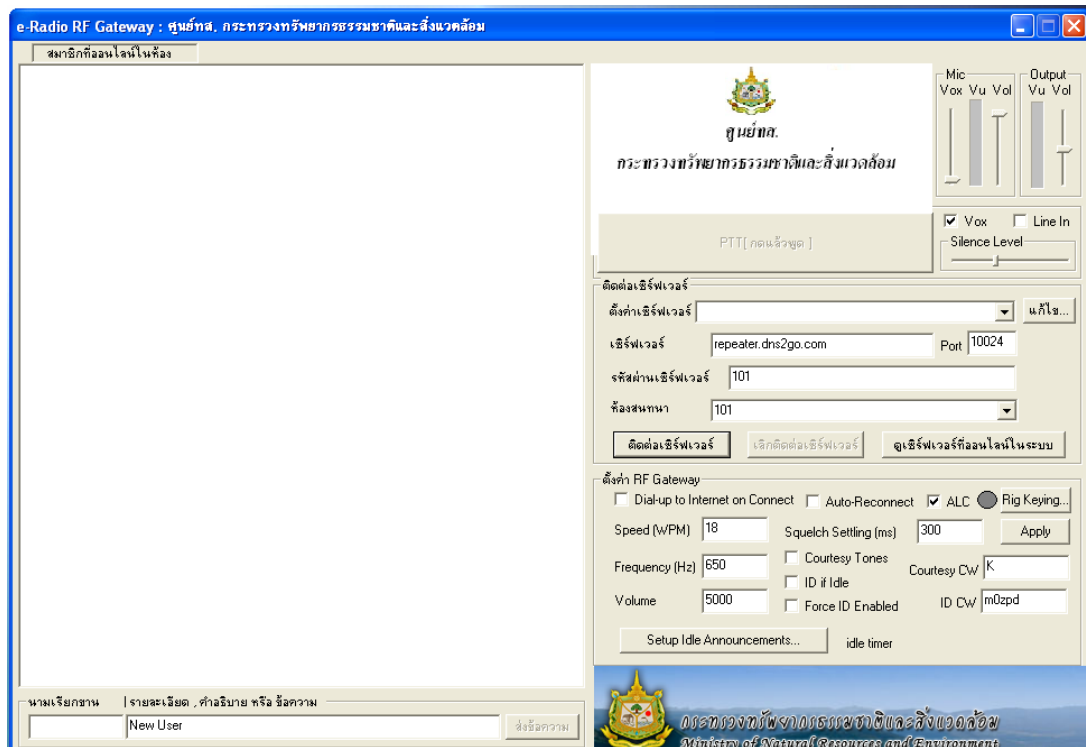 e-Radio RF Gateway : ศูนย์ทส. กระทรวงทรัพยากรธรรมชาติและสิ่งแวดล้อม
สมาชิกที่ออนไลน์ในห้อง
ศูนย์ทส.
กระทรวงทรัพยากรธรรมชาติและสิ่งแวดล้อม
Mic
Vox Vu Vol
Output
Vu Vol
PTT[ กดแล้วพูด ]
Vox Line In
Silence Level
ติดต่อเซิร์ฟเวอร์
ตั้งค่าเซิร์ฟเวอร์ แก้ไข...
เซิร์ฟเวอร์ repeater.dns2go.com Port 10024
รหัสผ่านเซิร์ฟเวอร์ 101
ห้องสนทนา 101
ติดต่อเซิร์ฟเวอร์ เลิกติดต่อเซิร์ฟเวอร์ ดูเซิร์ฟเวอร์ที่ออนไลน์ในระบบ
ตั้งค่า RF Gateway
Dial-up to Internet on Connect Auto-Reconnect ALC Rig Keying...
Speed (WPM) 18 Squelch Settling (ms) 300 Apply
Frequency (Hz) 650 Courtesy Tones Courtesy CW K
ID if Idle
Volume 5000 Force ID Enabled ID CW m0zpd
Setup Idle Announcements... idle timer
นามเรียกขาน | รายละเอียด , คำอธิบาย หรือ ข้อความ
New User ส่งข้อความ
กระทรวงทรัพยากรธรรมชาติและสิ่งแวดล้อม
Ministry of Natural Resources and Environment